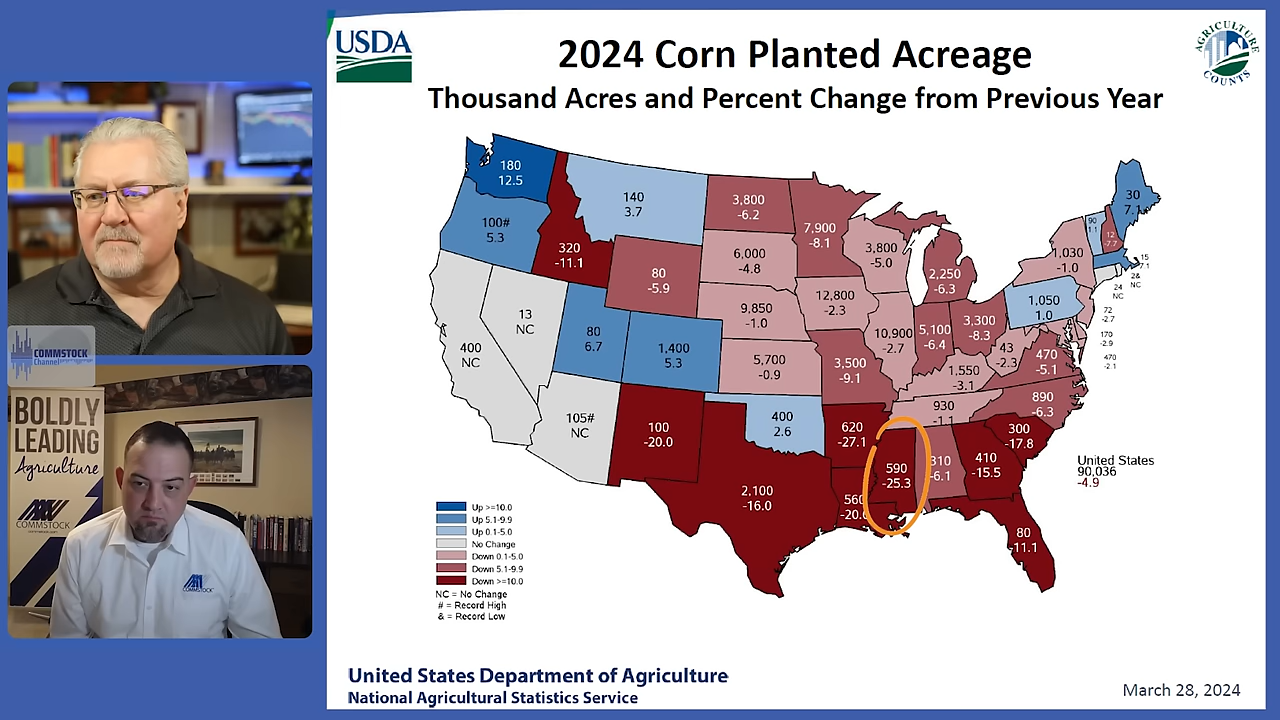 USDA
2024 Corn Planted Acreage
Thousand Acres and Percent Change from Previous Year
AGRICULTURE
COUNTS
180
12.5
100#
5.3
320
-11.1
140
3.7
80
-5.9
3,800
-6.2
6,000
-4.8
9,850
-1.0
5,700
-0.9
7,900
-8.1
12,800
-2.3
3,500
-9.1
3,800
-5.0
10,900
-2.7
2,250
-6.3
5,100
-6.4
3,300
-8.3
43
-2.3
1,550
-3.1
930
-1.1
470
-5.1
890
-6.3
300
-17.8
410
-15.5
310
-6.1
590
-25.3
560
620
-27.1
400
2.6
2,100
-16.0
100
-20.0
1,400
5.3
80
6.7
105#
NC
13
NC
400
NC
80
-11.1
1,030
-1.0
1,050
1.0
90
1.1
12
-7.7
30
7.1
15
7.1
2&
NC
24
NC
72
-2.7
170
-2.9
470
-2.1
United States
90,036
-4.9
Up >=10.0
Up 5.1-9.9
Up 0.1-5.0
No Change
Down 0.1-5.0
Down 5.1-9.9
Down >=10.0
NC = No Change
# = Record High
& = Record Low
United States Department of Agriculture
National Agricultural Statistics Service
March 28, 2024
COMMSTOCK
Channel
BOLDLY
LEADING
Agriculture
COMMSTOCK
COMMSTOCK